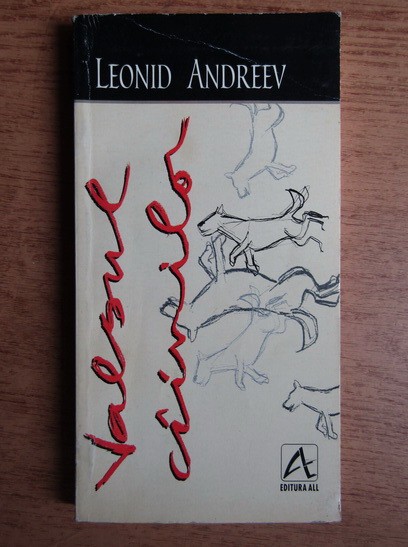 LEONID ANDREEV
Valsul
câinilor
A
EDITURA ALL